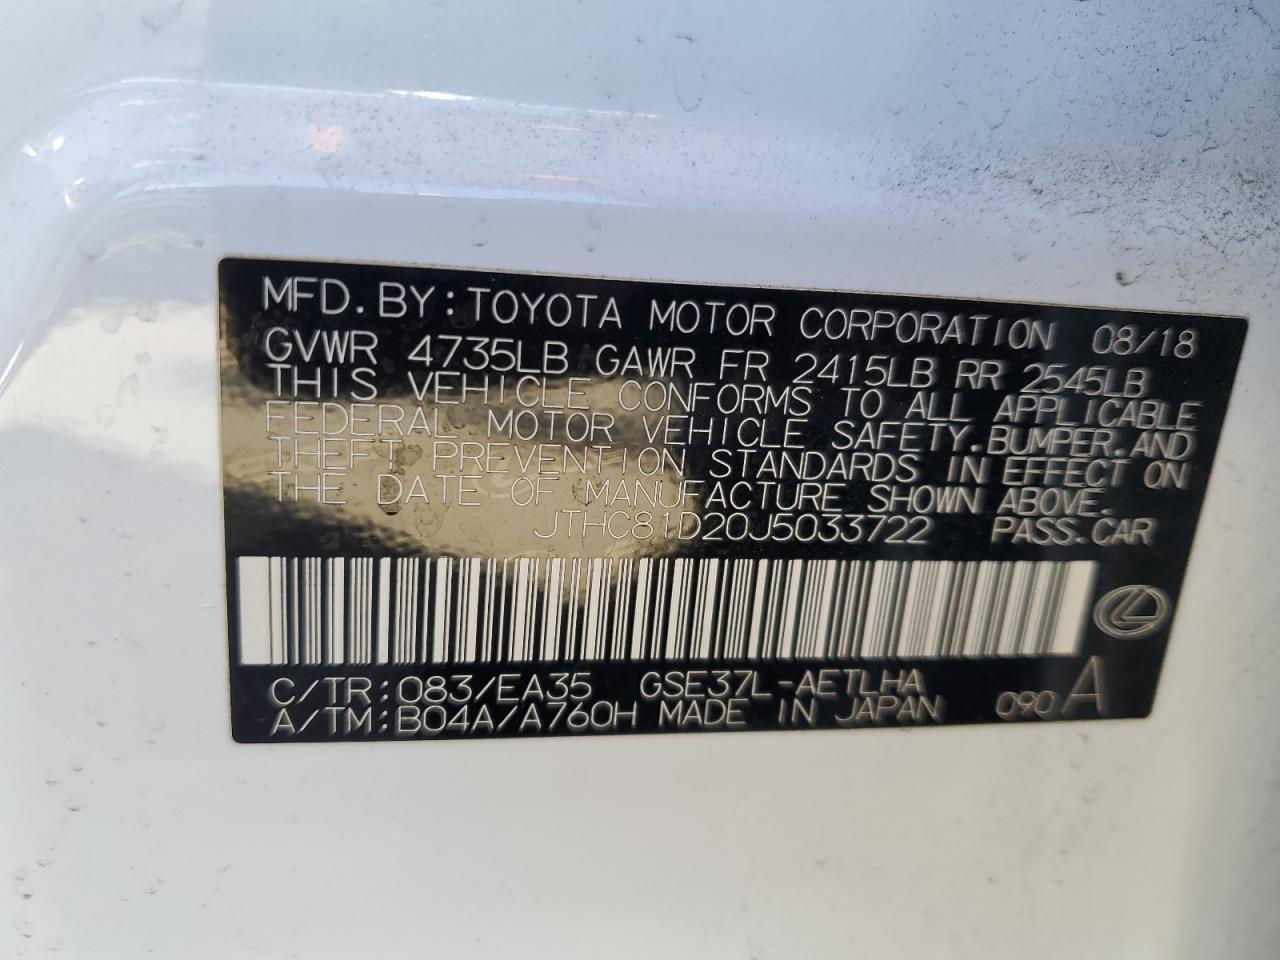 MFD.BY:TOYOTA MOTOR CORPORATION 08/18
GVWR 4735LB GAWR FR 2415LB RR 2545LB
THIS VEHICLE CONFORMS TO ALL APPLICABLE
FEDERAL MOTOR VEHICLE SAFETY.BUMPER.AND
THEFT PREVENTION STANDARDS IN EFFECT ON
THE DATE OF MANUFACTURE SHOWN ABOVE.
JTHC81D20J5033722 PASS.CAR
C/TR:083/EA35 GSE37L-AETLHA
A/TM:B04A/A760H MADE IN JAPAN 090 A